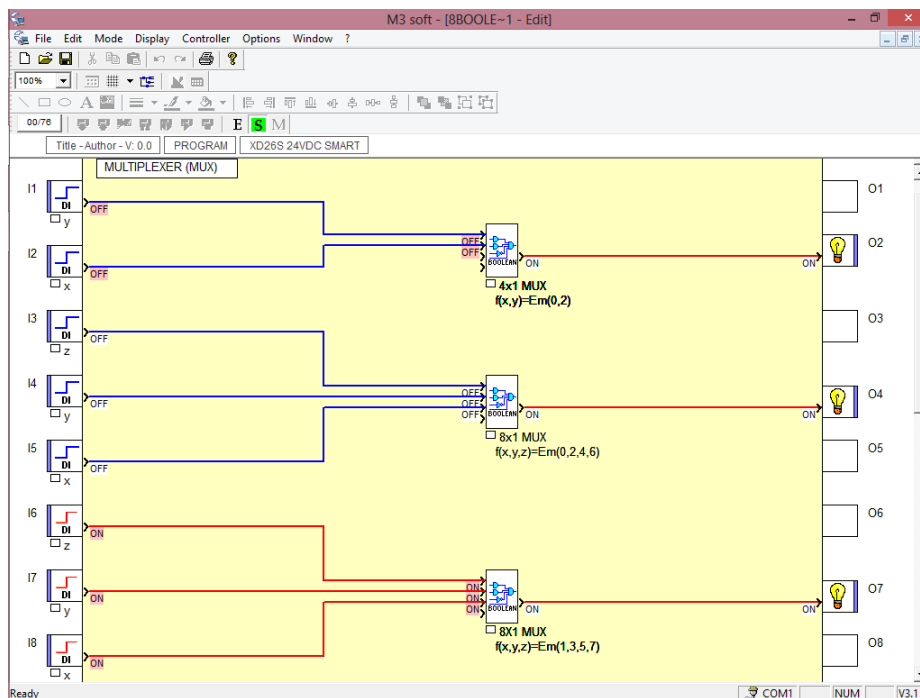 M3 soft - [8BOOLE~1 - Edit]
File Edit Mode Display Controller Options Window ?
100%
A
00/76 E S M
Title - Author - V: 0.0 PROGRAM XD26S 24VDC SMART
MULTIPLEXER (MUX)
I1 DI y OFF O1
OFF OFF BOOLEAN ON ON O2
I2 DI x OFF
4x1 MUX
f(x,y)=Em(0,2)
I3 DI z OFF O3
I4 DI y OFF OFF OFF OFF BOOLEAN ON ON O4
8x1 MUX
f(x,y,z)=Em(0,2,4,6)
I5 DI x OFF O5
I6 DI z ON O6
I7 DI y ON ON ON ON BOOLEAN ON ON O7
8X1 MUX
f(x,y,z)=Em(1,3,5,7)
I8 DI x ON O8
Ready COM1 NUM V3.1